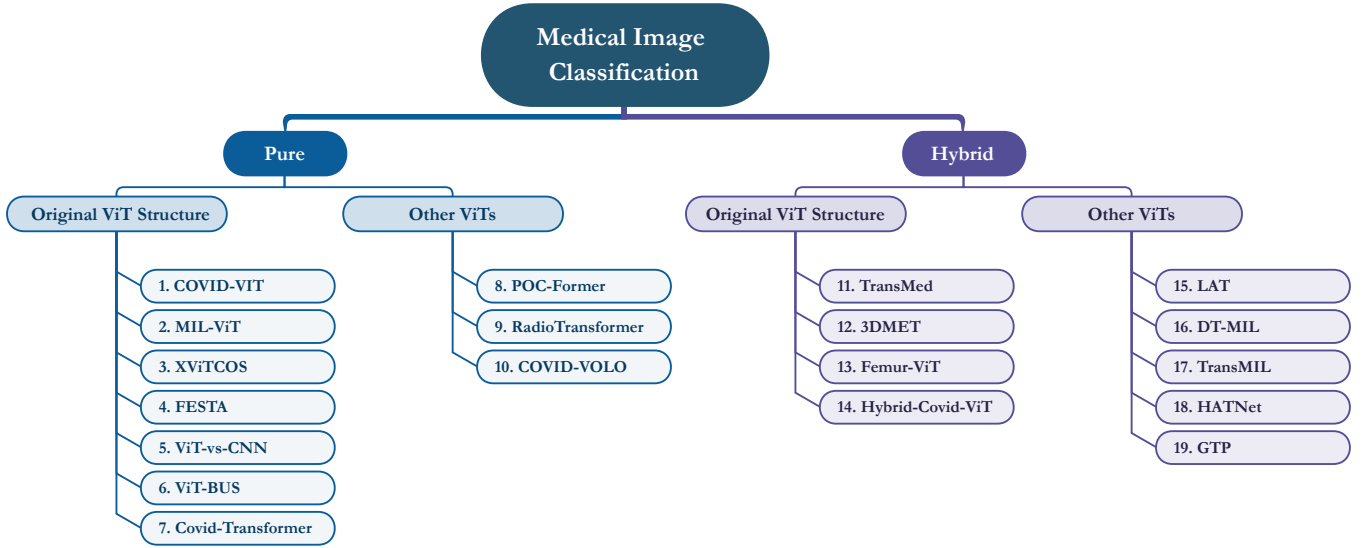 Medical Image
Classification
Pure
Hybrid
Original ViT Structure
Other ViTs
Original ViT Structure
Other ViTs
1. COVID-VIT
2. MIL-ViT
3. XViTCOS
4. FESTA
5. ViT-vs-CNN
6. ViT-BUS
7. Covid-Transformer
8. POC-Former
9. RadioTransformer
10. COVID-VOLO
11. TransMed
12. 3DMET
13. Femur-ViT
14. Hybrid-Covid-ViT
15. LAT
16. DT-MIL
17. TransMIL
18. HATNet
19. GTP